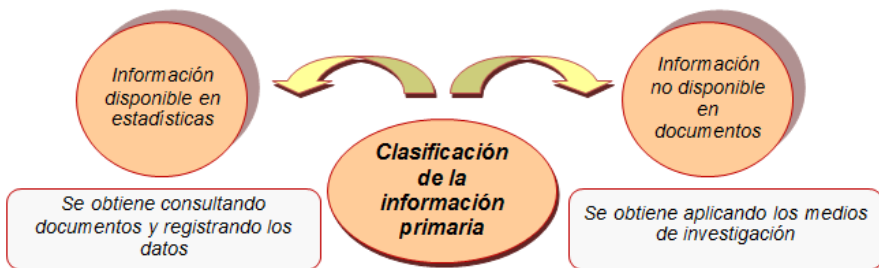 Información
disponible en
estadísticas
Se obtiene consultando
documentos y registrando los
datos
Clasificación
de la
información
primaria
Información
no disponible
en
documentos
Se obtiene aplicando los medios
de investigación